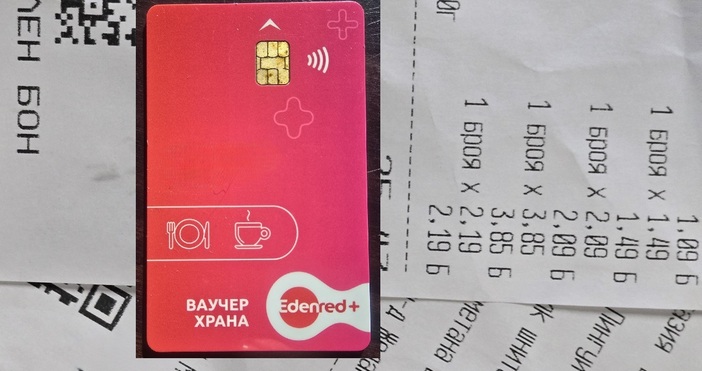 ЛЕН БОН
ВАУЧЕР
ХРАНА
Edenred+
1,09 Б
1 броя X 1,49
1,49 Б
1 броя X 2,09
2,09 Б
1 броя X 3,85
3,85 Б
1 броя X 2,19
2,19 Б